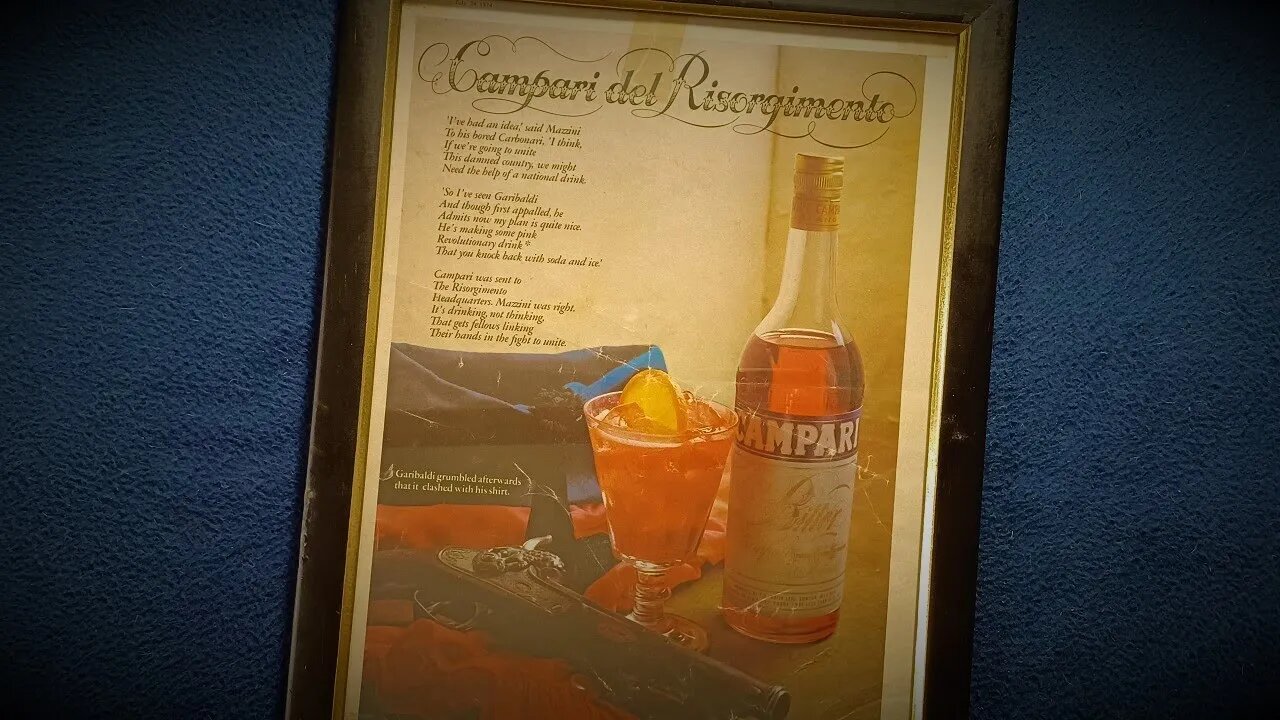 July 24 1974
Campari del Risorgimento
'I've had an idea,' said Mazzini
To his bored Carbonari. 'I think,
If we're going to unite
This damned country, we might
Need the help of a national drink.
'So I've seen Garibaldi
And though first appalled, he
Admits now my plan is quite nice.
He's making some pink
Revolutionary drink*
That you knock back with soda and ice.'
Campari was sent to
The Risorgimento
Headquarters. Mazzini was right.
It's drinking, not thinking,
That gets fellows linking
Their hands in the fight to unite.
CAMPARI
Bitter
Garibaldi grumbled afterwards
that it clashed with his shirt.